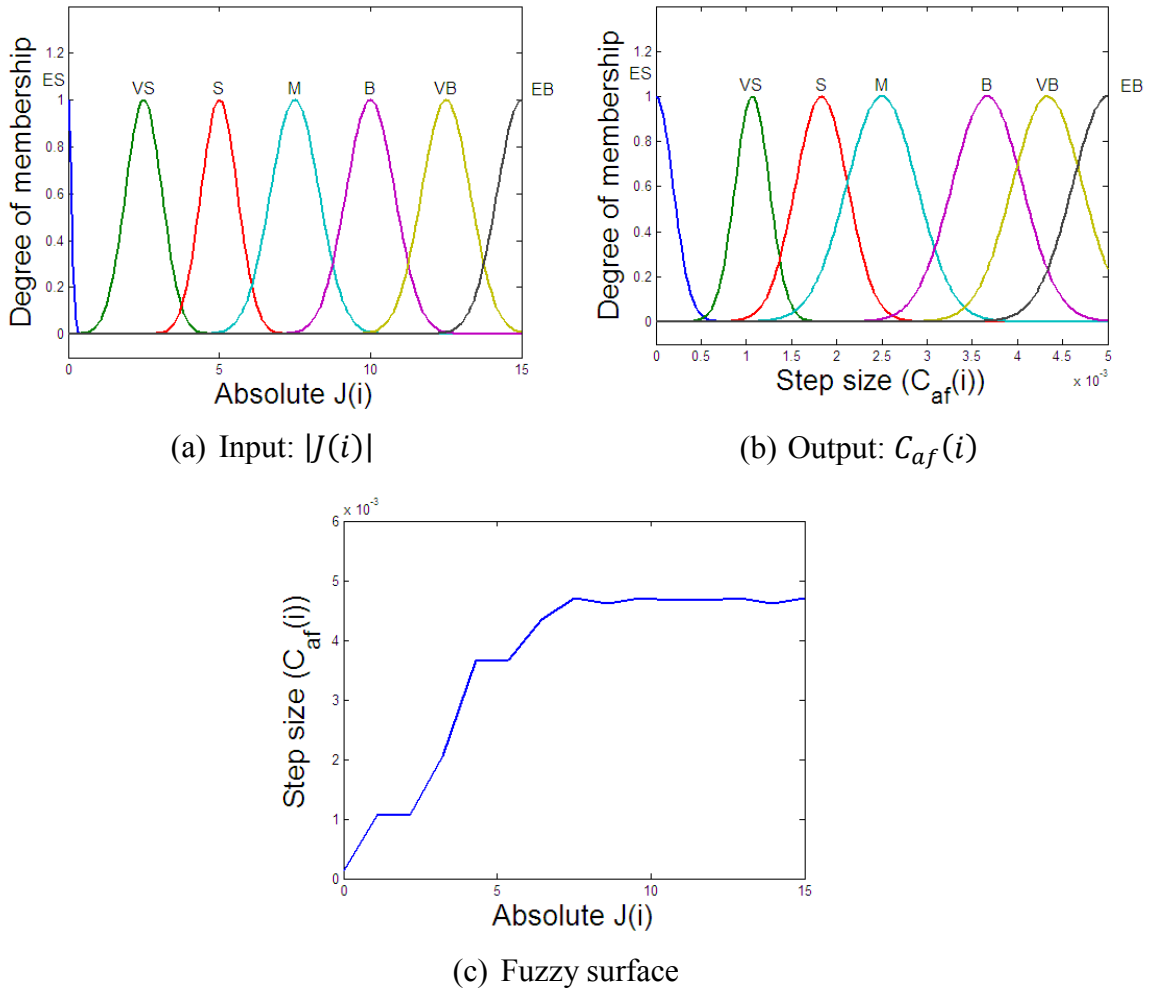 Degree of membership
1.2
1
0.8
0.6
0.4
0.2
0
ES
VS
S
M
B
VB
EB
0
5
10
15
Absolute J(i)
(a) Input: |J(i)|
Degree of membership
1.2
1
0.8
0.6
0.4
0.2
0
ES
VS
S
M
B
VB
EB
0
0.5
1
1.5
2
2.5
3
3.5
4
4.5
5
Step size (C_af(i))
x 10^-3
(b) Output: C_af(i)
x 10^-3
Step size (C_af(i))
6
5
4
3
2
1
0
0
5
10
15
Absolute J(i)
(c) Fuzzy surface